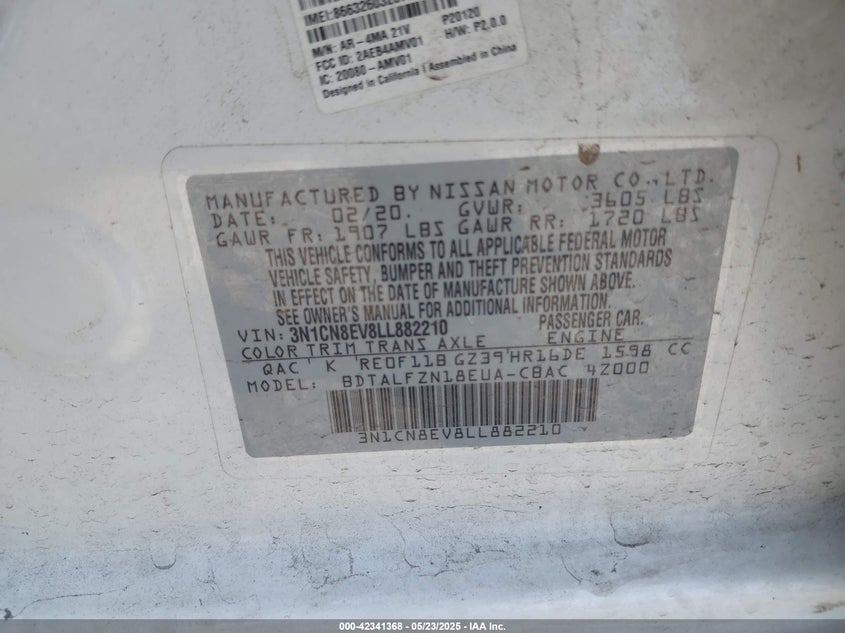 M/N: AR-4MA 21V P20120
FCC ID: 2AEB4AMV01 H/W: P2.0.0
IC: 20080-AMV01
Designed in California | Assembled in China
MANUFACTURED BY NISSAN MOTOR CO., LTD.
DATE: 02/20. GVWR: 3605 LBS
GAWR FR: 1907 LBS GAWR RR: 1720 LBS
THIS VEHICLE CONFORMS TO ALL APPLICABLE FEDERAL MOTOR
VEHICLE SAFETY, BUMPER AND THEFT PREVENTION STANDARDS
IN EFFECT ON THE DATE OF MANUFACTURE SHOWN ABOVE.
SEE OWNER'S MANUAL FOR ADDITIONAL INFORMATION.
VIN: 3N1CN8EV8LL882210 PASSENGER CAR.
COLOR TRIM TRANS AXLE ENGINE
QAC K RE0F11B GZ39 HR16DE 1598 CC
MODEL: BDTALFZN18EUA-CBAC 4Z000
3N1CN8EV8LL882210
000-42341368 - 05/23/2025 - IAA Inc.